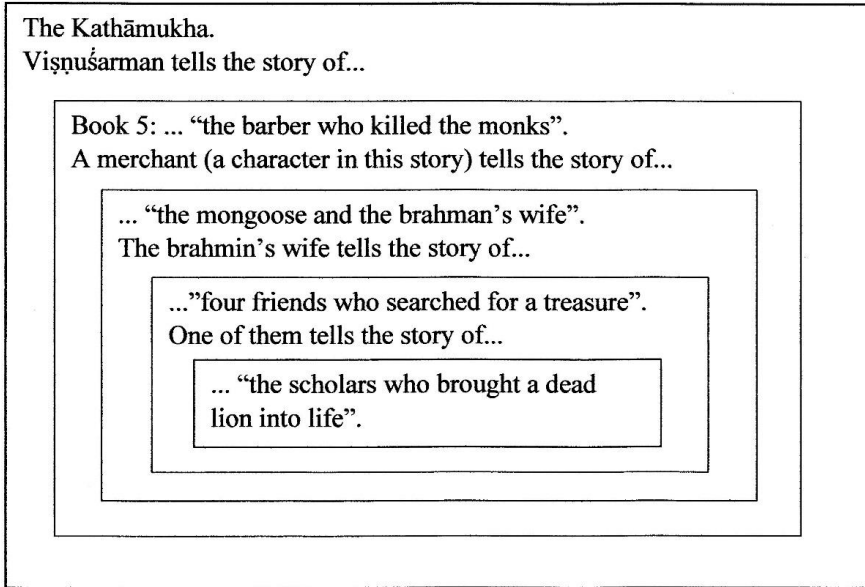 The Kathāmukha.
Viṣṇuśarman tells the story of...
Book 5: ... “the barber who killed the monks”.
A merchant (a character in this story) tells the story of...
... “the mongoose and the brahman’s wife”.
The brahmin’s wife tells the story of...
...”four friends who searched for a treasure”.
One of them tells the story of...
... “the scholars who brought a dead
lion into life”.